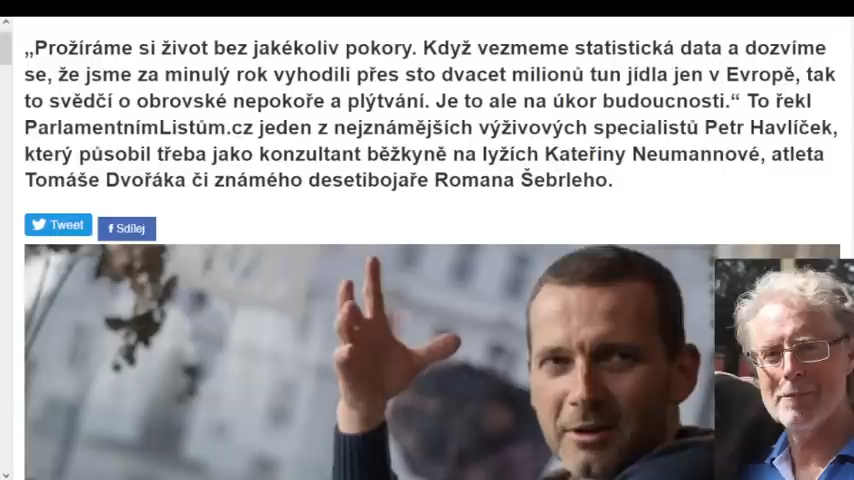 „Prožíráme si život bez jakékoliv pokory. Když vezmeme statistická data a dozvíme
se, že jsme za minulý rok vyhodili přes sto dvacet milionů tun jídla jen v Evropě, tak
to svědčí o obrovské nepokoře a plýtvání. Je to ale na úkor budoucnosti.“ To řekl
ParlamentnímListům.cz jeden z nejznámějších výživových specialistů Petr Havlíček,
který působil třeba jako konzultant běžkyně na lyžích Kateřiny Neumannové, atleta
Tomáše Dvořáka či známého desetibojaře Romana Šebrleho.
Tweet
f Sdílej